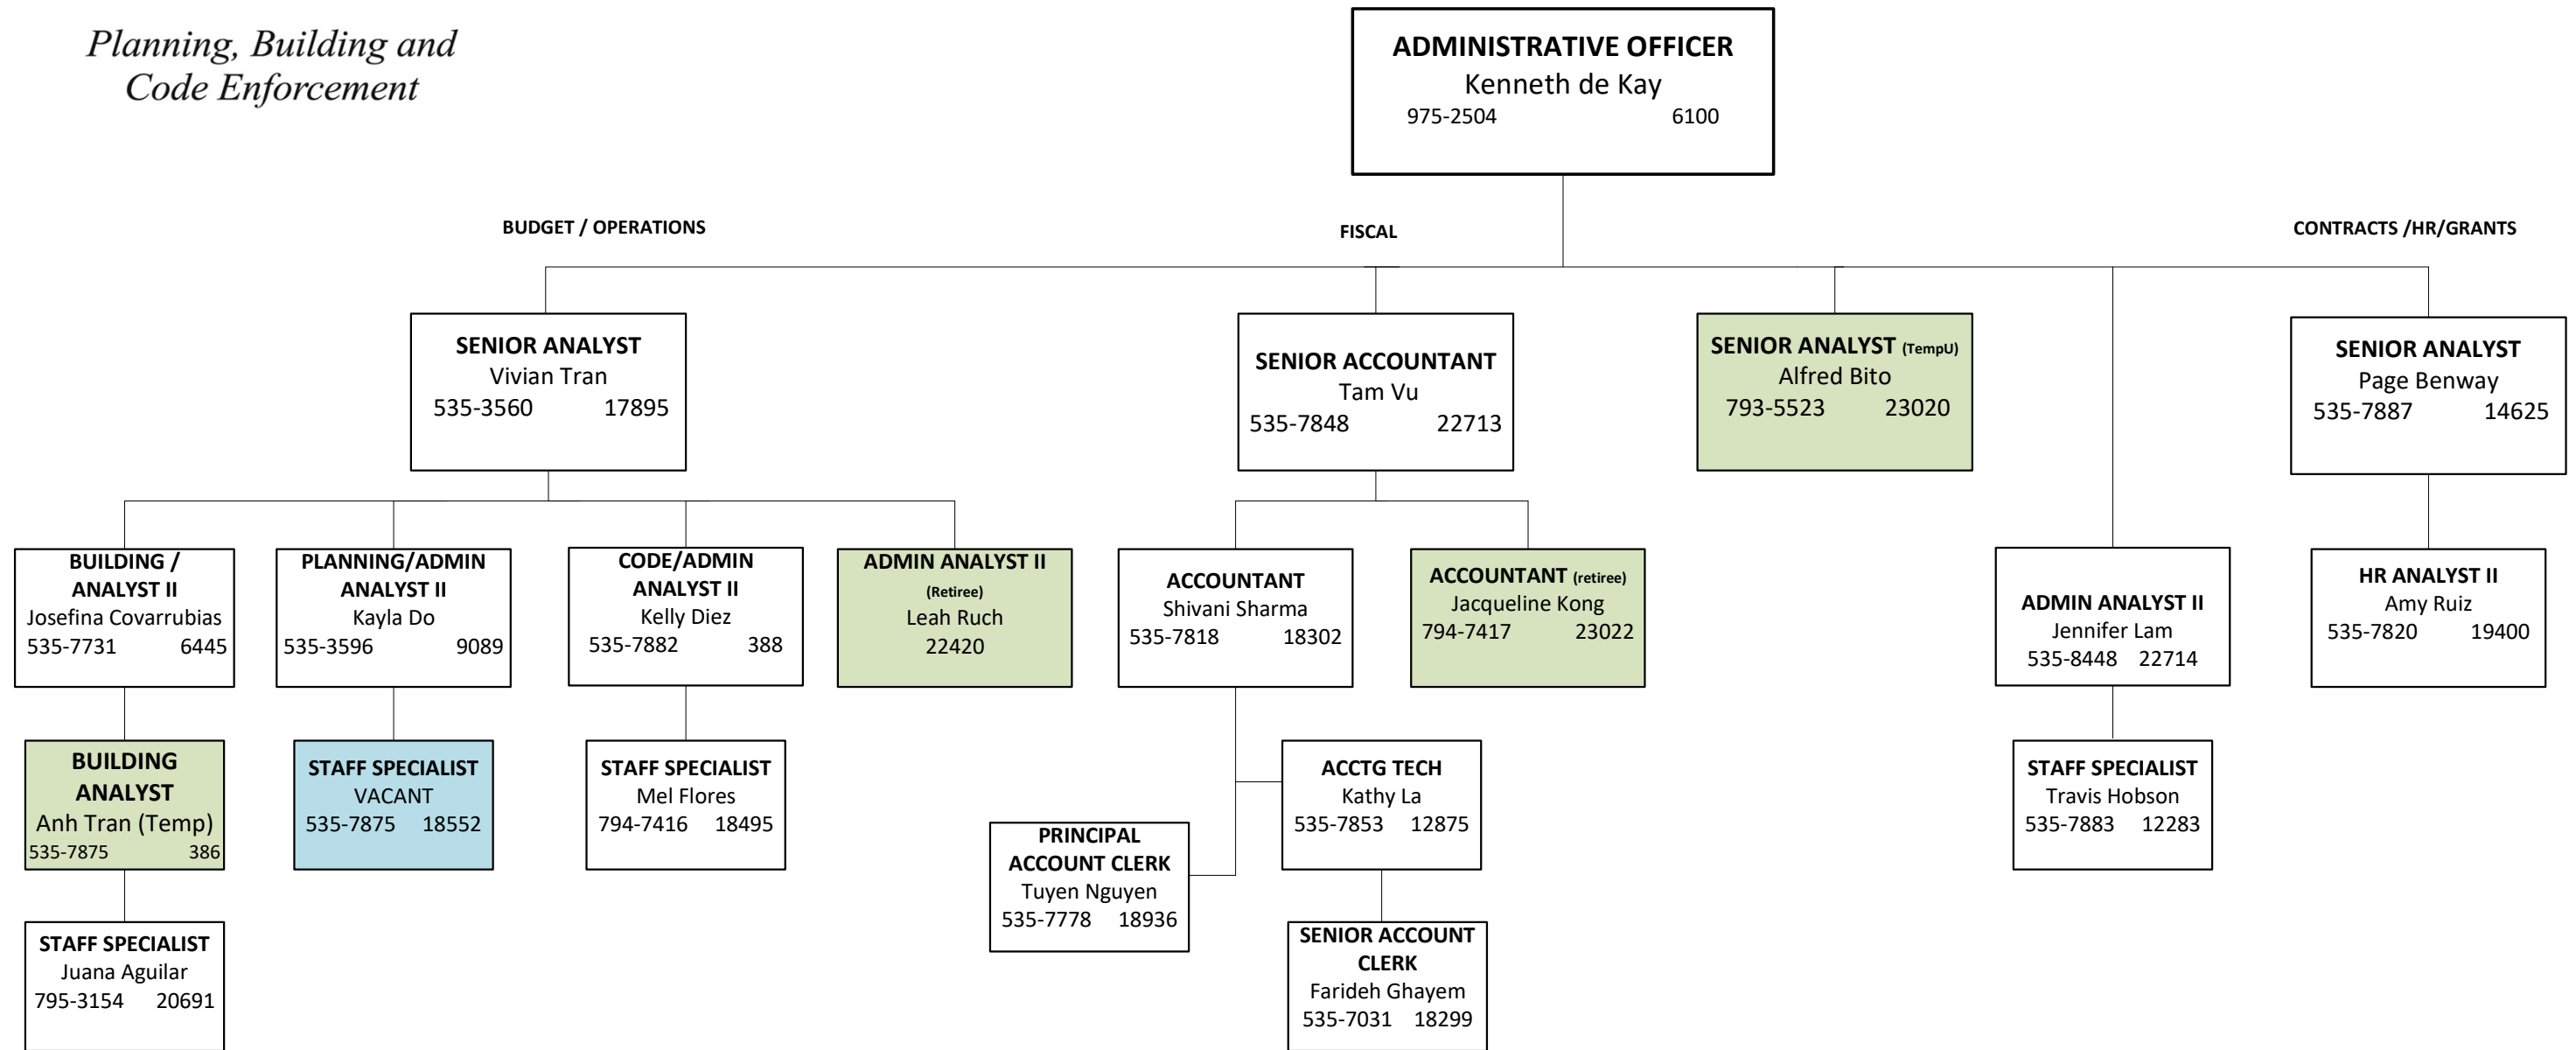 Planning, Building and
Code Enforcement
ADMINISTRATIVE OFFICER
Kenneth de Kay
975-2504 6100
BUDGET / OPERATIONS
FISCAL
CONTRACTS /HR/GRANTS
SENIOR ANALYST
Vivian Tran
535-3560 17895
SENIOR ACCOUNTANT
Tam Vu
535-7848 22713
SENIOR ANALYST (TempU)
Alfred Bito
793-5523 23020
SENIOR ANALYST
Page Benway
535-7887 14625
BUILDING /
ANALYST II
Josefina Covarrubias
535-7731 6445
PLANNING/ADMIN
ANALYST II
Kayla Do
535-3596 9089
CODE/ADMIN
ANALYST II
Kelly Diez
535-7882 388
ADMIN ANALYST II
(Retiree)
Leah Ruch
22420
ACCOUNTANT
Shivani Sharma
535-7818 18302
ACCOUNTANT (retiree)
Jacqueline Kong
794-7417 23022
ADMIN ANALYST II
Jennifer Lam
535-8448 22714
HR ANALYST II
Amy Ruiz
535-7820 19400
BUILDING
ANALYST
Anh Tran (Temp)
535-7875 386
STAFF SPECIALIST
VACANT
535-7875 18552
STAFF SPECIALIST
Mel Flores
794-7416 18495
PRINCIPAL
ACCOUNT CLERK
Tuyen Nguyen
535-7778 18936
ACCTG TECH
Kathy La
535-7853 12875
STAFF SPECIALIST
Travis Hobson
535-7883 12283
STAFF SPECIALIST
Juana Aguilar
795-3154 20691
SENIOR ACCOUNT
CLERK
Farideh Ghayem
535-7031 18299